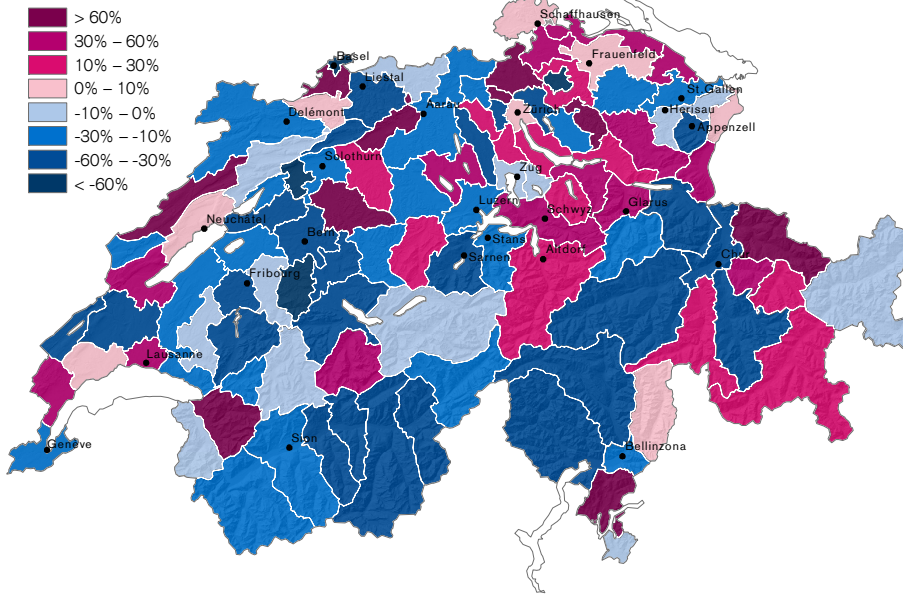 > 60%
30% – 60%
10% – 30%
0% – 10%
-10% – 0%
-30% – -10%
-60% – -30%
< -60%
Schaffhausen
Basel
Frauenfeld
Liestal
St.Gallen
Delémont
Aarau
Zürich
Herisau
Appenzell
Solothurn
Zug
Neuchâtel
Luzern
Schwyz
Glarus
Bern
Stans
Sarnen
Altdorf
Chur
Fribourg
Lausanne
Genève
Sion
Bellinzona